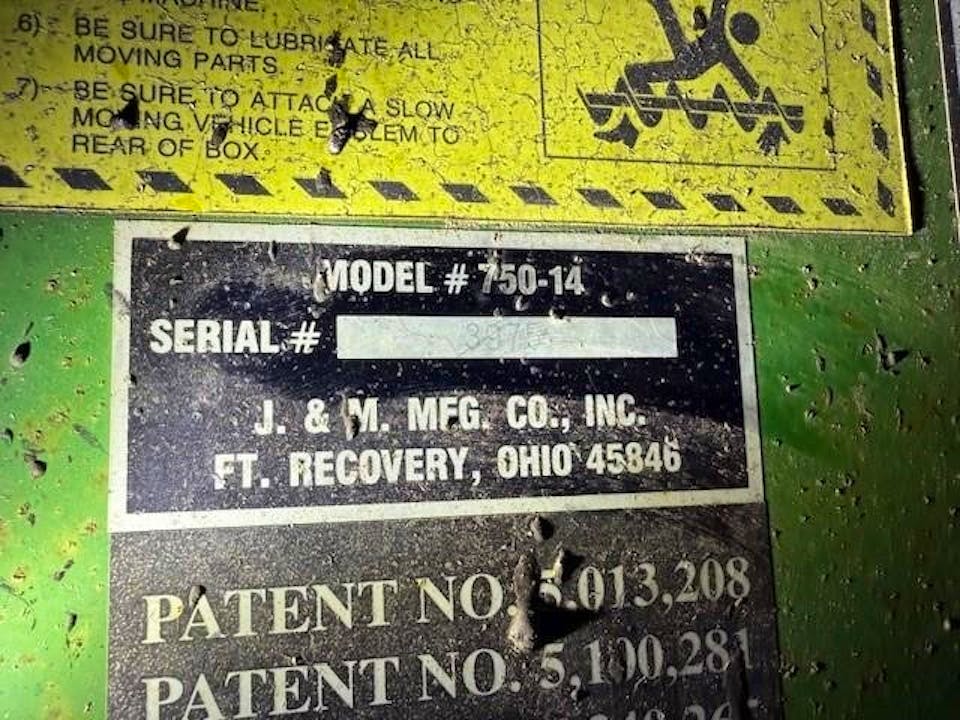 MACHINE.
6) BE SURE TO LUBRICATE ALL
MOVING PARTS.
7) BE SURE TO ATTACH A SLOW
MOVING VEHICLE EMBLEM TO
REAR OF BOX.
MODEL # 750-14
SERIAL #
J. & M. MFG. CO., INC.
FT. RECOVERY, OHIO 45846
PATENT NO. 5,013,208
PATENT NO. 5,100,281